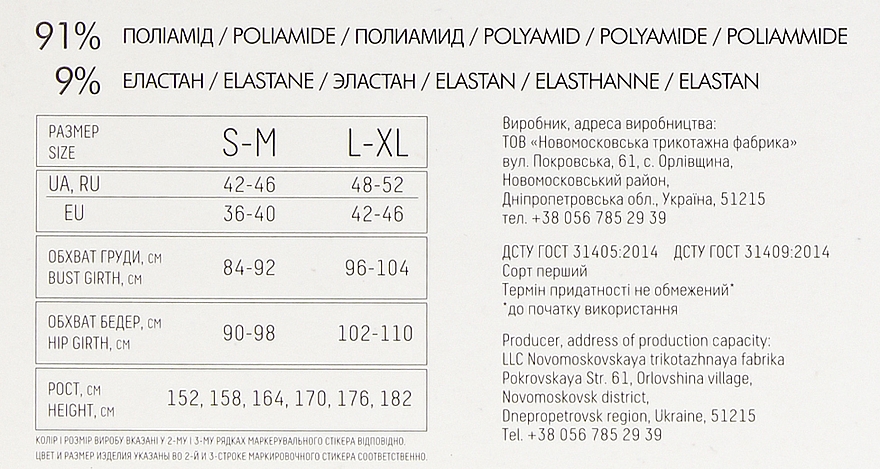 91% ПОЛІАМІД / POLIAMIDE / ПОЛИАМИД / POLYAMID / POLYAMIDE / POLIAMMIDE
9% ЕЛАСТАН / ELASTANE / ЭЛАСТАН / ELASTAN / ELASTHANNE / ELASTAN
РАЗМЕР
SIZE
S-M L-XL
UA, RU 42-46 48-52
EU 36-40 42-46
ОБХВАТ ГРУДИ, СМ
BUST GIRTH, СМ
84-92 96-104
ОБХВАТ БЕДЕР, СМ
HIP GIRTH, СМ
90-98 102-110
РОСТ, СМ
HEIGHT, СМ
152, 158, 164, 170, 176, 182
КОЛІР І РОЗМІР ВИРОБУ ВКАЗАНІ У 2-МУ І 3-МУ РЯДКАХ МАРКЕРУВАЛЬНОГО СТІКЕРА ВІДПОВІДНО.
ЦВЕТ И РАЗМЕР ИЗДЕЛИЯ УКАЗАНЫ ВО 2-Й И 3-СТРОКЕ МАРКИРОВОЧНОГО СТИКЕРА СООТВЕТСТВЕННО.
Виробник, адреса виробництва:
ТОВ «Новомосковська трикотажна фабрика»
вул. Покровська, 61, с. Орлівщина,
Новомосковський район,
Дніпропетровська обл., Україна, 51215
тел. +38 056 785 29 39
ДСТУ ГОСТ 31405:2014 ДСТУ ГОСТ 31409:2014
Сорт перший
Термін придатності не обмежений*
*до початку використання
Producer, address of production capacity:
LLC Novomoskovskaya trikotazhnaya fabrika
Pokrovskaya Str. 61, Orlovshina village,
Novomoskovsk district,
Dnepropetrovsk region, Ukraine, 51215
Tel. +38 056 785 29 39